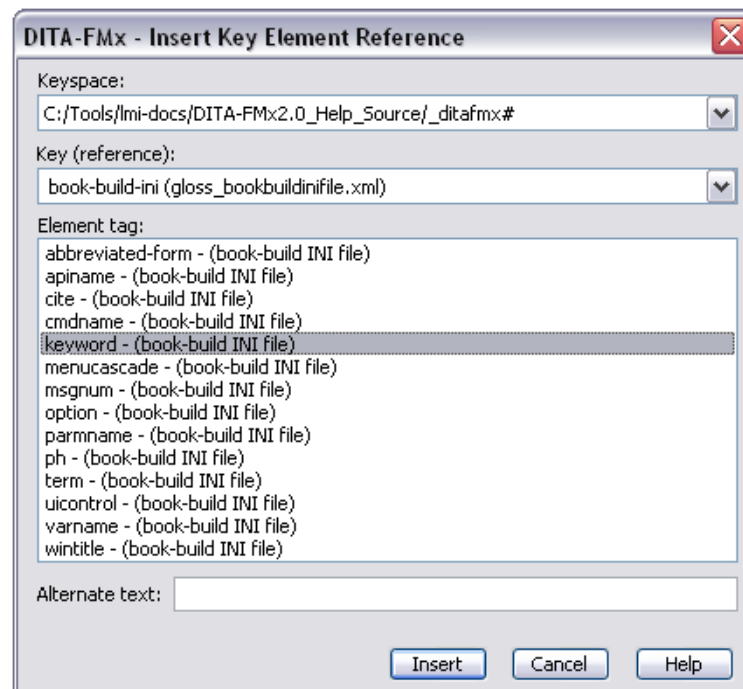 DITA-FMx - Insert Key Element Reference
Keyspace:
C:/Tools/lmi-docs/DITA-FMx2.0_Help_Source/_ditafmx#
Key (reference):
book-build-ini (gloss_bookbuildinifile.xml)
Element tag:
abbreviated-form - (book-build INI file)
apiname - (book-build INI file)
cite - (book-build INI file)
cmdname - (book-build INI file)
keyword - (book-build INI file)
menucascade - (book-build INI file)
msgnum - (book-build INI file)
option - (book-build INI file)
parmname - (book-build INI file)
ph - (book-build INI file)
term - (book-build INI file)
uicontrol - (book-build INI file)
varname - (book-build INI file)
wintitle - (book-build INI file)
Alternate text:
Insert Cancel Help